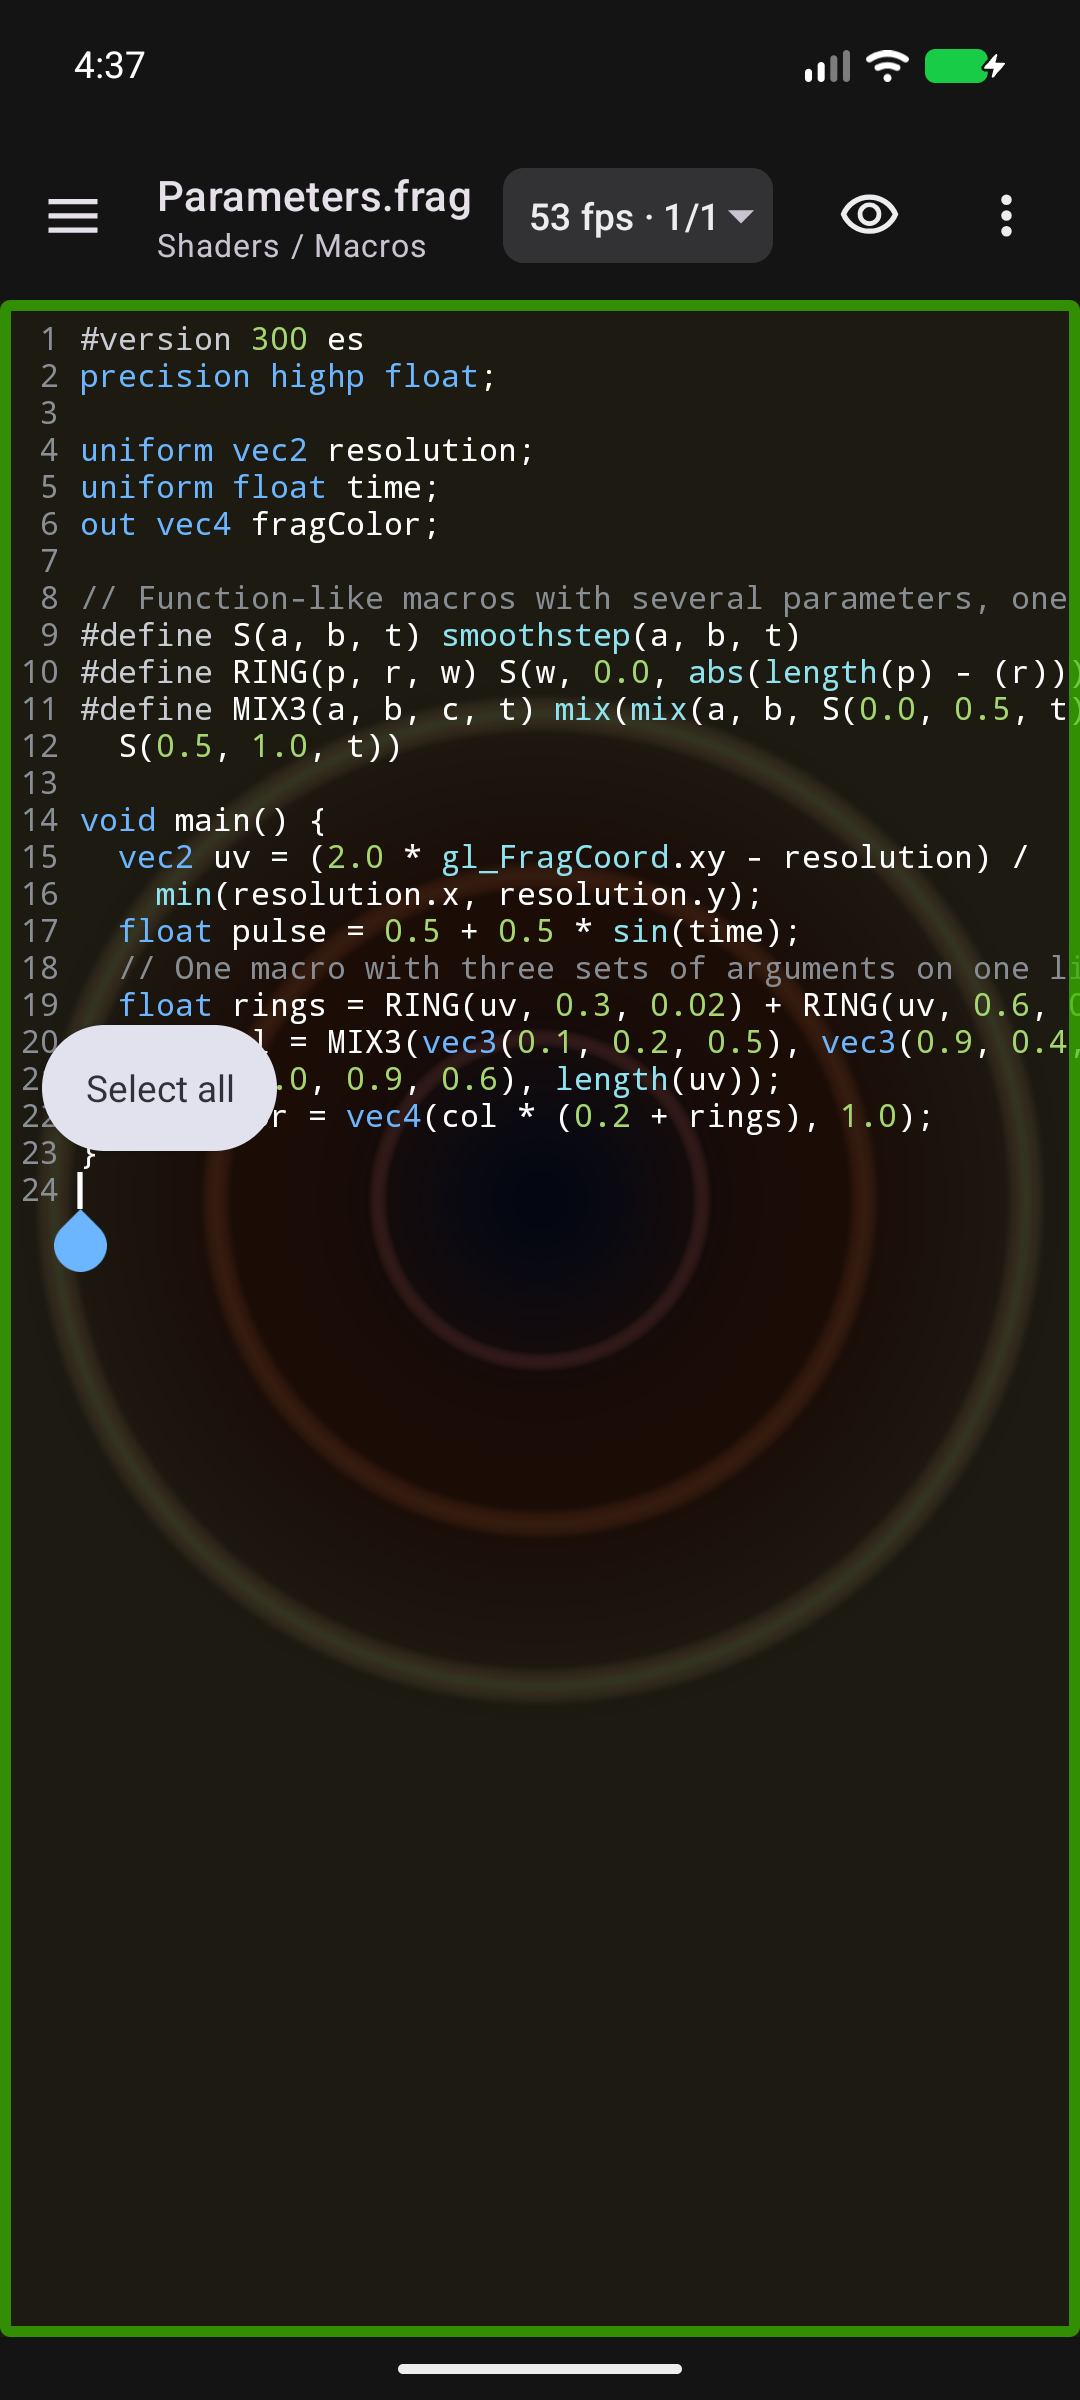 4:37
Parameters.frag
Shaders / Macros
53 fps · 1/1
1 #version 300 es
2 precision highp float;
3
4 uniform vec2 resolution;
5 uniform float time;
6 out vec4 fragColor;
7
8 // Function-like macros with several parameters, one
9 #define S(a, b, t) smoothstep(a, b, t)
10 #define RING(p, r, w) S(w, 0.0, abs(length(p) - (r)))
11 #define MIX3(a, b, c, t) mix(mix(a, b, S(0.0, 0.5, t)
12 S(0.5, 1.0, t))
13
14 void main() {
15 vec2 uv = (2.0 * gl_FragCoord.xy - resolution) /
16 min(resolution.x, resolution.y);
17 float pulse = 0.5 + 0.5 * sin(time);
18 // One macro with three sets of arguments on one li
19 float rings = RING(uv, 0.3, 0.02) + RING(uv, 0.6,
20 = MIX3(vec3(0.1, 0.2, 0.5), vec3(0.9, 0.4,
.0, 0.9, 0.6), length(uv));
r = vec4(col * (0.2 + rings), 1.0);
Select all
23 }
24